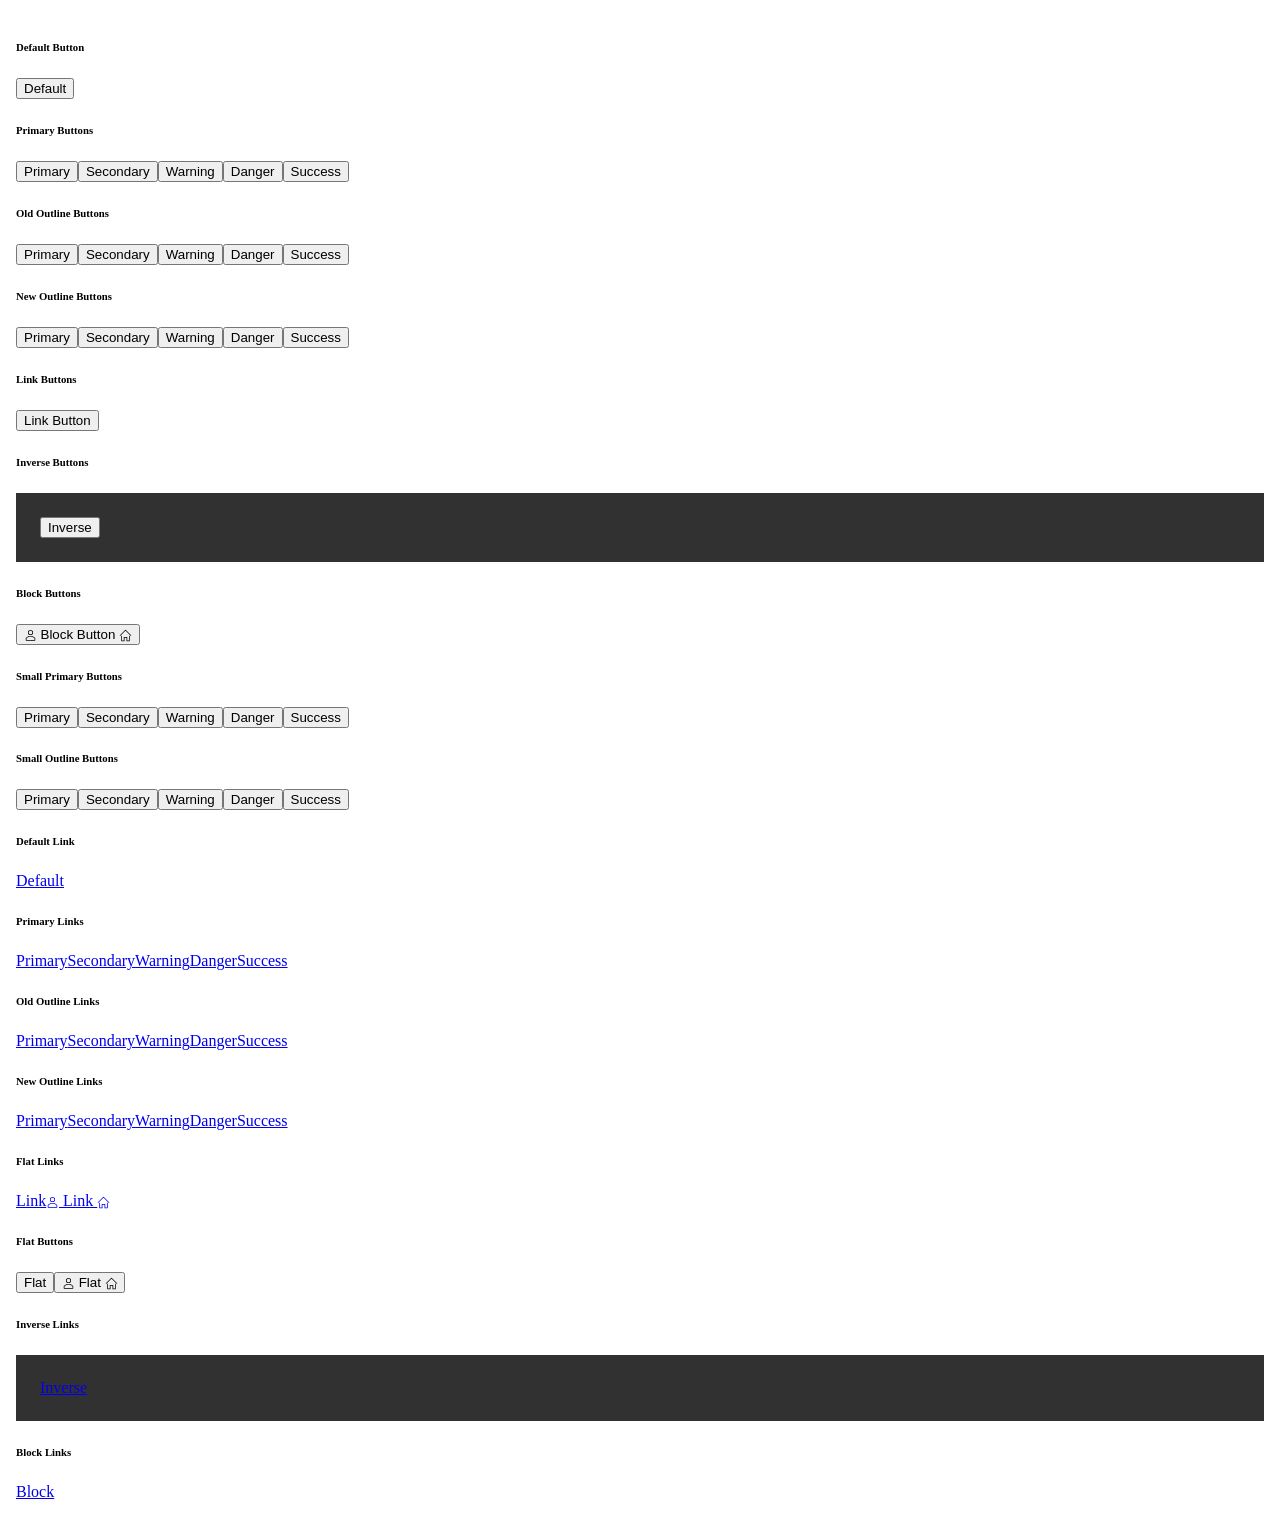 Default Button
Default
Primary Buttons
Primary Secondary Warning Danger Success
Old Outline Buttons
Primary Secondary Warning Danger Success
New Outline Buttons
Primary Secondary Warning Danger Success
Link Buttons
Link Button
Inverse Buttons
Inverse
Block Buttons
Block Button
Small Primary Buttons
Primary Secondary Warning Danger Success
Small Outline Buttons
Primary Secondary Warning Danger Success
Default Link
Default
Primary Links
PrimarySecondaryWarningDangerSuccess
Old Outline Links
PrimarySecondaryWarningDangerSuccess
New Outline Links
PrimarySecondaryWarningDangerSuccess
Flat Links
Link Link
Flat Buttons
Flat Flat
Inverse Links
Inverse
Block Links
Block